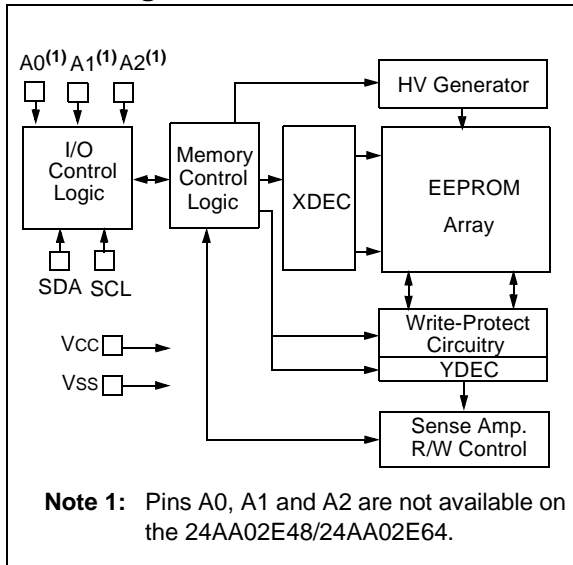 A0(1) A1(1) A2(1)
HV Generator
I/O
Control
Logic
Memory
Control
Logic
XDEC
EEPROM
Array
SDA SCL
Vcc
Vss
Write-Protect
Circuitry
YDEC
Sense Amp.
R/W Control
Note 1: Pins A0, A1 and A2 are not available on
the 24AA02E48/24AA02E64.